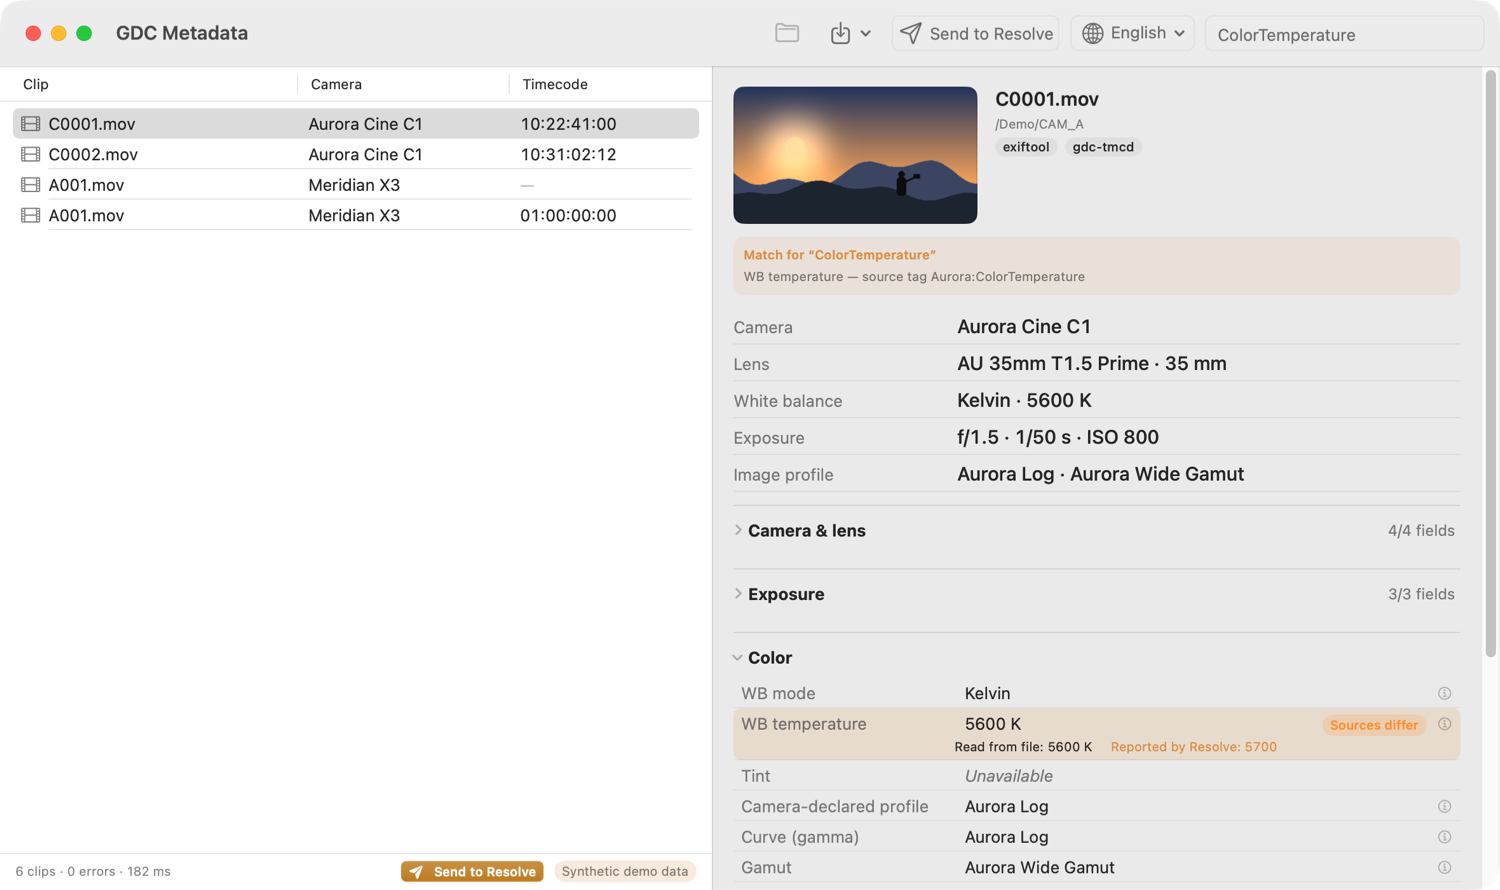 GDC Metadata
Send to Resolve
English
ColorTemperature
Clip Camera Timecode
C0001.mov Aurora Cine C1 10:22:41:00
C0002.mov Aurora Cine C1 10:31:02:12
A001.mov Meridian X3 —
A001.mov Meridian X3 01:00:00:00
C0001.mov
/Demo/CAM_A
exiftool gdc-tmcd
Match for “ColorTemperature”
WB temperature — source tag Aurora:ColorTemperature
Camera Aurora Cine C1
Lens AU 35mm T1.5 Prime · 35 mm
White balance Kelvin · 5600 K
Exposure f/1.5 · 1/50 s · ISO 800
Image profile Aurora Log · Aurora Wide Gamut
Camera & lens 4/4 fields
Exposure 3/3 fields
Color
WB mode Kelvin
WB temperature 5600 K Sources differ
Read from file: 5600 K Reported by Resolve: 5700
Tint Unavailable
Camera-declared profile Aurora Log
Curve (gamma) Aurora Log
Gamut Aurora Wide Gamut
6 clips · 0 errors · 182 ms
Send to Resolve
Synthetic demo data